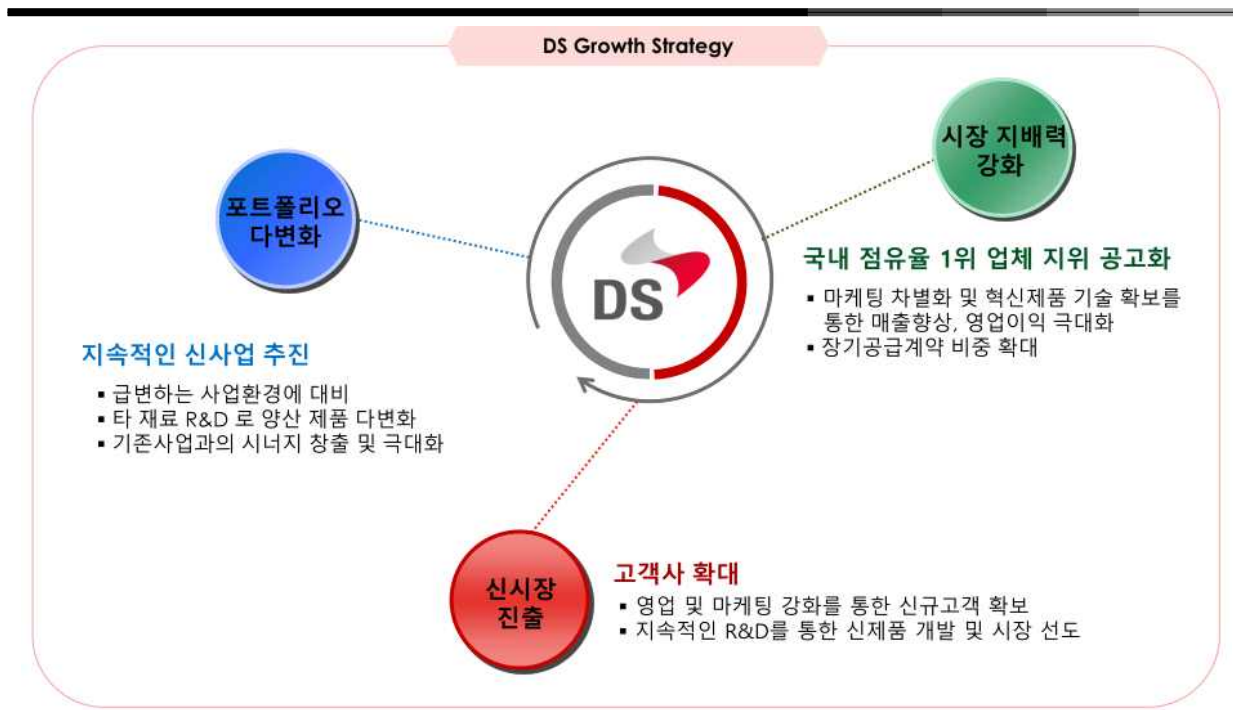 DS Growth Strategy
포트폴리오
다변화
지속적인 신사업 추진
▪ 급변하는 사업환경에 대비
▪ 타 재료 R&D 로 양산 제품 다변화
▪ 기존사업과의 시너지 창출 및 극대화
DS
시장 지배력
강화
국내 점유율 1위 업체 지위 공고화
▪ 마케팅 차별화 및 혁신제품 기술 확보를
통한 매출향상, 영업이익 극대화
▪ 장기공급계약 비중 확대
신시장
진출
고객사 확대
▪ 영업 및 마케팅 강화를 통한 신규고객 확보
▪ 지속적인 R&D를 통한 신제품 개발 및 시장 선도